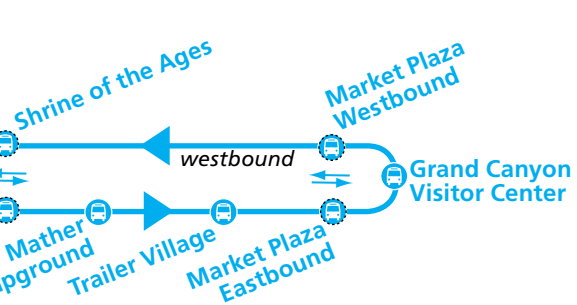 Shrine of the Ages
Market Plaza
Westbound
westbound
Grand Canyon
Visitor Center
Mather
Trailer Village
Market Plaza
Eastbound